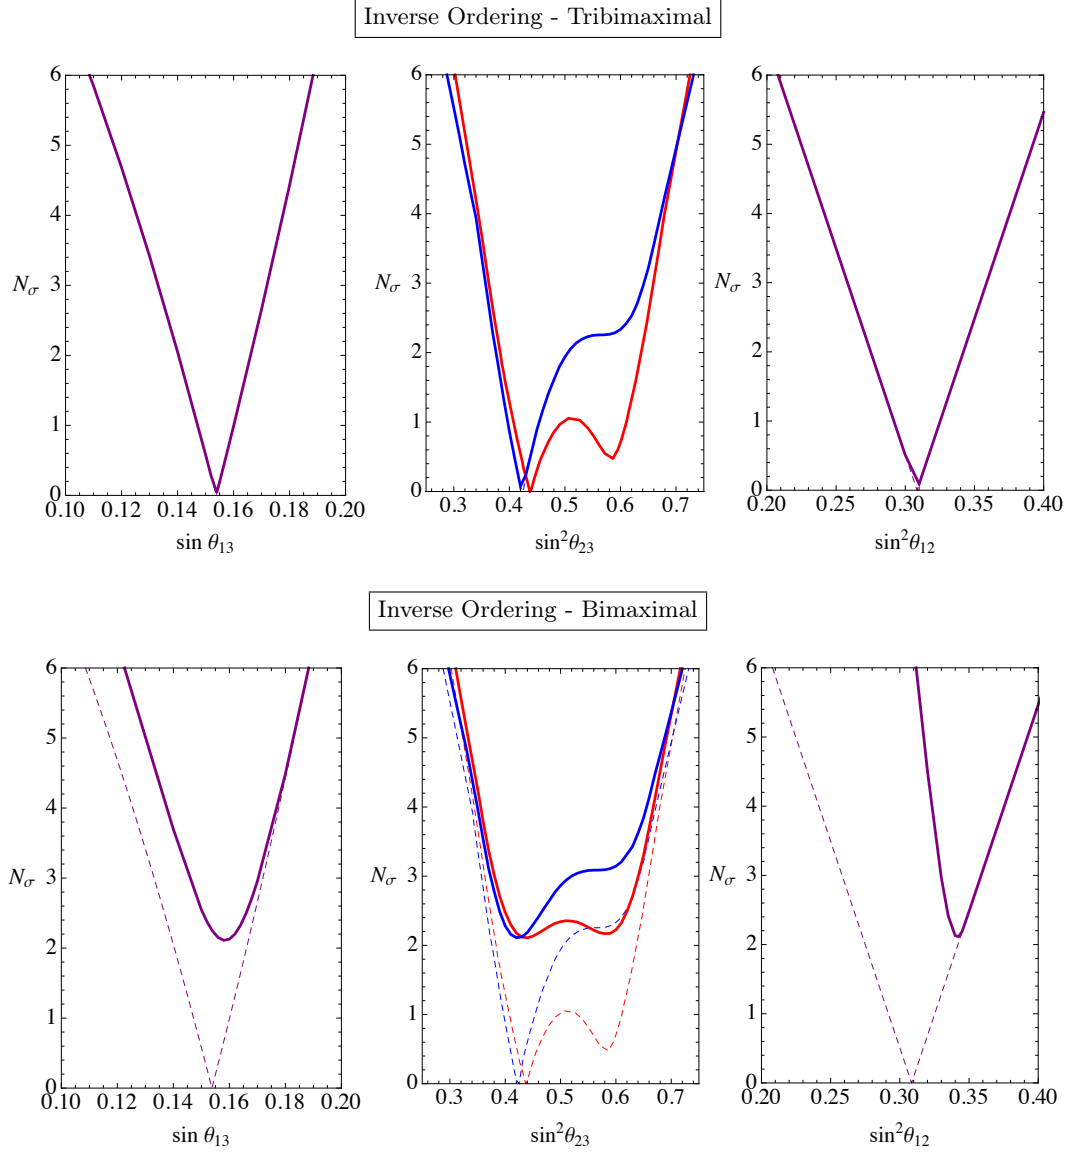 Inverse Ordering - Tribimaximal
6
5
4
3
2
1
0
Nσ
0.10 0.12 0.14 0.16 0.18 0.20
sin θ13
6
5
4
3
2
1
0
Nσ
0.3 0.4 0.5 0.6 0.7
sin²θ23
6
5
4
3
2
1
0
Nσ
0.20 0.25 0.30 0.35 0.40
sin²θ12
Inverse Ordering - Bimaximal
6
5
4
3
2
1
0
Nσ
0.10 0.12 0.14 0.16 0.18 0.20
sin θ13
6
5
4
3
2
1
0
Nσ
0.3 0.4 0.5 0.6 0.7
sin²θ23
6
5
4
3
2
1
0
Nσ
0.20 0.25 0.30 0.35 0.40
sin²θ12